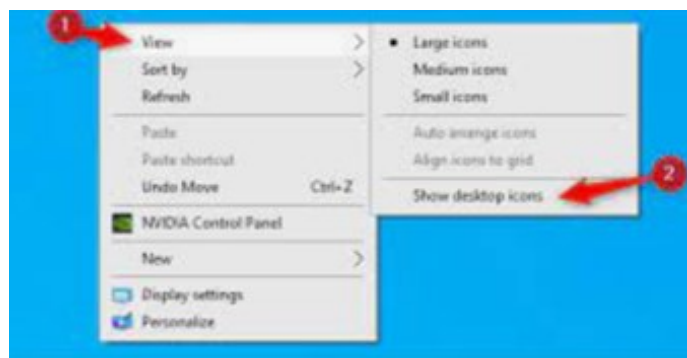 1
View
Sort by
Refresh
Paste
Paste shortcut
Undo Move Ctrl+Z
NVIDIA Control Panel
New
Display settings
Personalize
Large icons
Medium icons
Small icons
Auto arrange icons
Align icons to grid
2
Show desktop icons